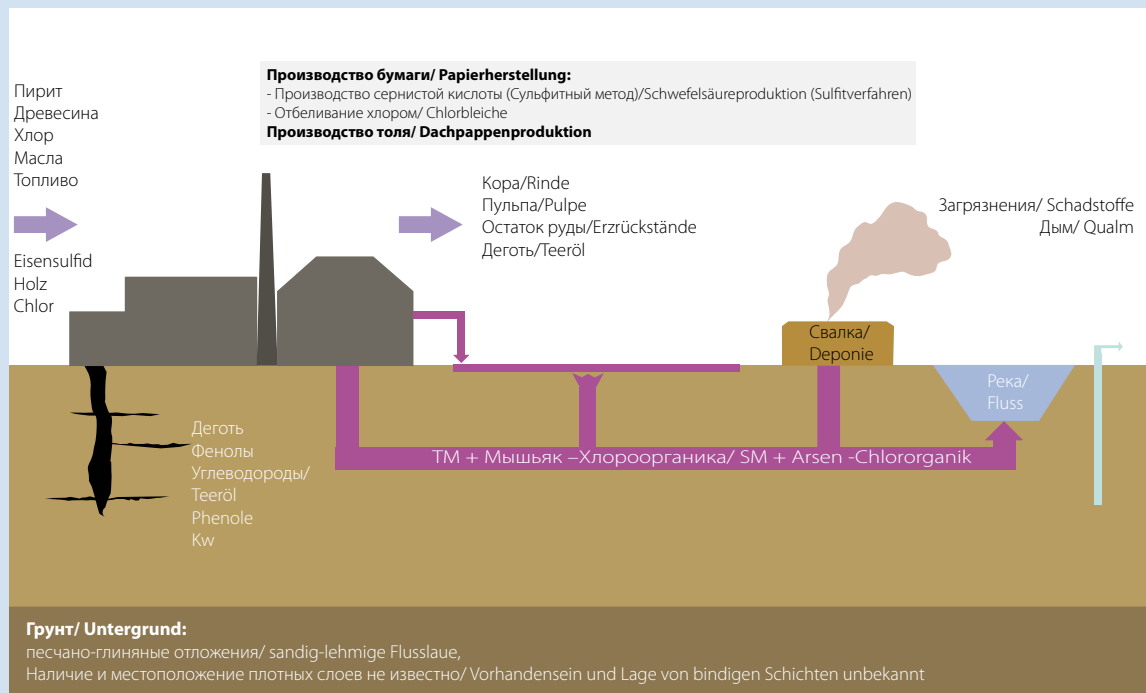 Производство бумаги/ Papierherstellung:
- Производство сернистой кислоты (Сульфитный метод)/Schwefelsäureproduktion (Sulfitverfahren)
- Отбеливание хлором/ Chlorbleiche
Производство толя/ Dachpappenproduktion
Пирит
Древесина
Хлор
Масла
Топливо
Eisensulfid
Holz
Chlor
Кора/Rinde
Пульпа/Pulpe
Остаток руды/Erzrückstände
Деготь/Teeröl
Загрязнения/ Schadstoffe
Дым/ Qualm
Свалка/
Deponie
Река/
Fluss
Деготь
Фенолы
Углеводороды/
Teeröl
Phenole
Kw
ТМ + Мышьяк –Хлороорганика/ SM + Arsen -Chlororganik
Грунт/ Untergrund:
песчано-глиняные отложения/ sandig-lehmige Flusslaue,
Наличие и местоположение плотных слоев не известно/ Vorhandensein und Lage von bindigen Schichten unbekannt